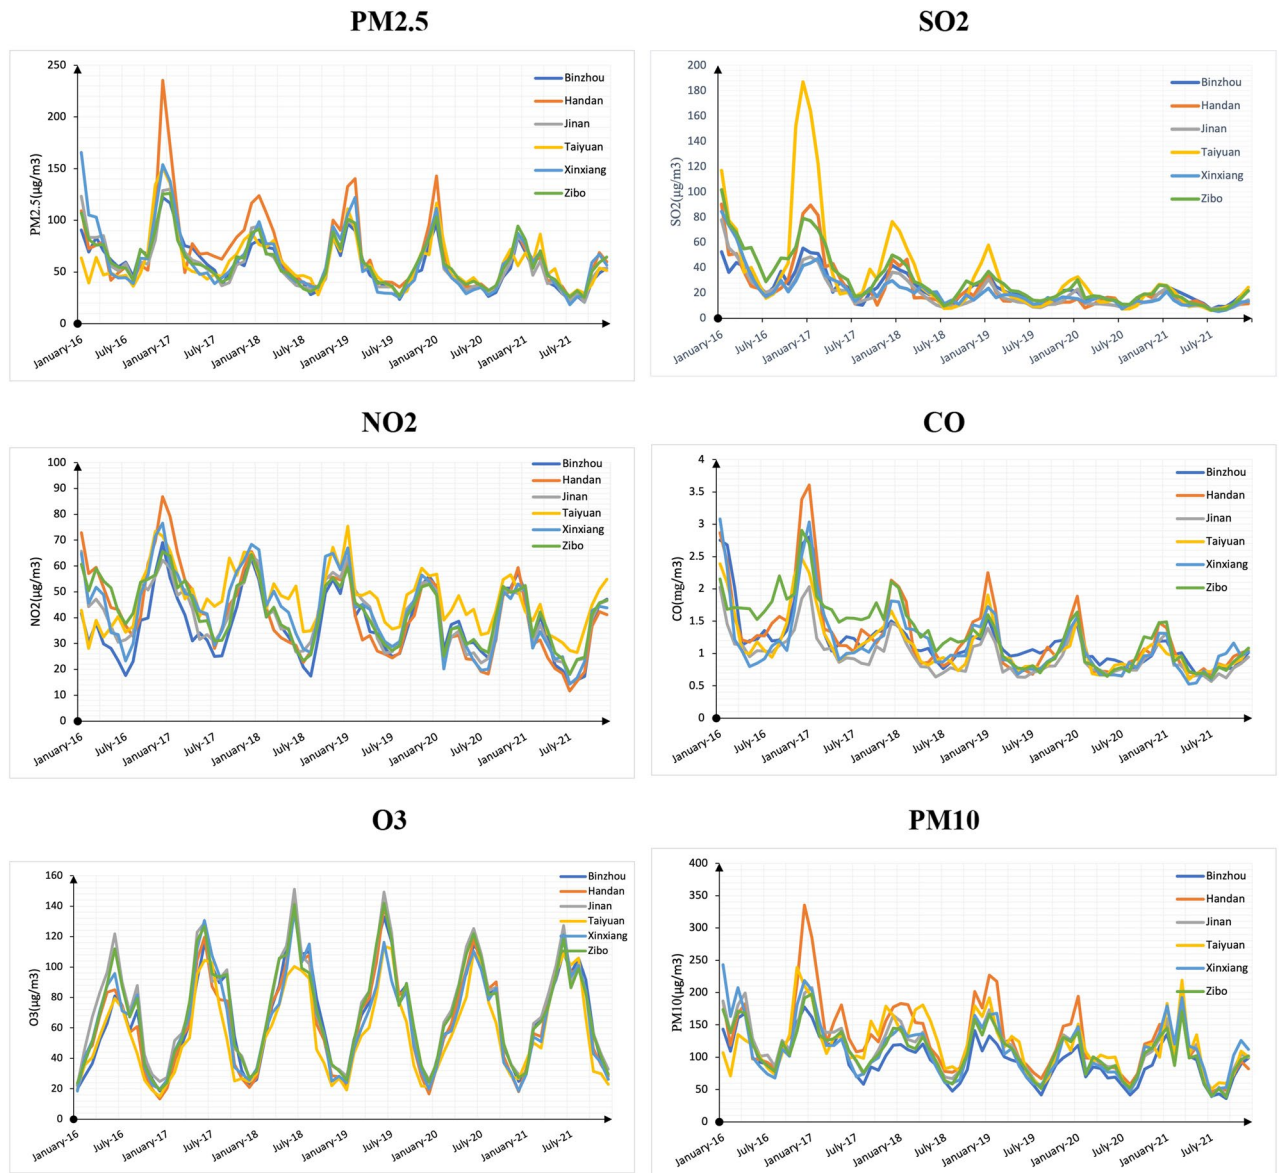 PM2.5
250
200
150
100
50
0
PM2.5(µg/m3)
January-16
July-16
January-17
July-17
January-18
July-18
January-19
July-19
January-20
July-20
January-21
July-21
Binzhou
Handan
Jinan
Taiyuan
Xinxiang
Zibo
SO2
200
180
160
140
120
100
80
60
40
20
0
SO2(µg/m3)
January-16
July-16
January-17
July-17
January-18
July-18
January-19
July-19
January-20
July-20
January-21
July-21
Binzhou
Handan
Jinan
Taiyuan
Xinxiang
Zibo
NO2
100
90
80
70
60
50
40
30
20
10
0
NO2(µg/m3)
January-16
July-16
January-17
July-17
January-18
July-18
January-19
July-19
January-20
July-20
January-21
July-21
Binzhou
Handan
Jinan
Taiyuan
Xinxiang
Zibo
CO
4
3.5
3
2.5
2
1.5
1
0.5
0
CO(mg/m3)
January-16
July-16
January-17
July-17
January-18
July-18
January-19
July-19
January-20
July-20
January-21
July-21
Binzhou
Handan
Jinan
Taiyuan
Xinxiang
Zibo
O3
160
140
120
100
80
60
40
20
0
O3(µg/m3)
January-16
July-16
January-17
July-17
January-18
July-18
January-19
July-19
January-20
July-20
January-21
July-21
Binzhou
Handan
Jinan
Taiyuan
Xinxiang
Zibo
PM10
400
350
300
250
200
150
100
50
0
PM10(µg/m3)
January-16
July-16
January-17
July-17
January-18
July-18
January-19
July-19
January-20
July-20
January-21
July-21
Binzhou
Handan
Jinan
Taiyuan
Xinxiang
Zibo